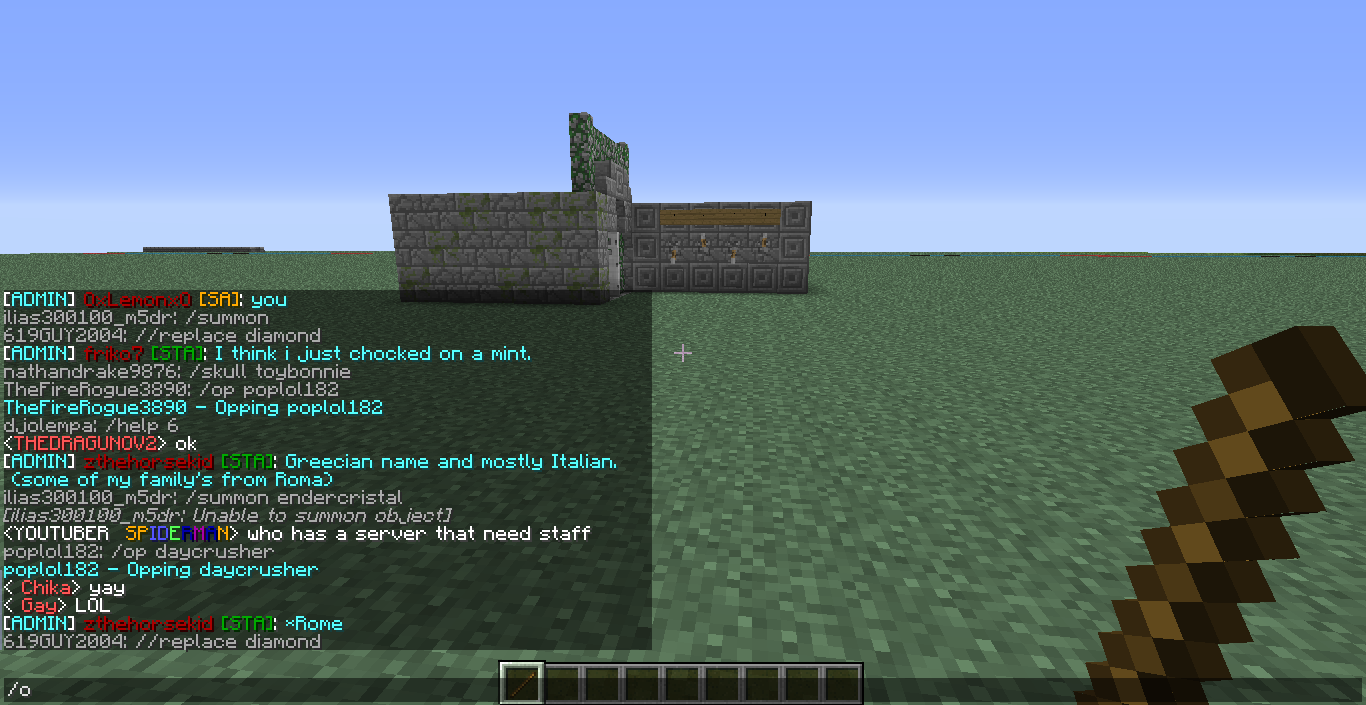 [ADMIN] 0xLemonx0 [SA]: you
ilias300100_m5dr: /summon
619GUY2004: //replace diamond
[ADMIN] friko7 [STA]: I think i just chocked on a mint.
nathandrake9876: /skull toybonnie
TheFireRogue3890: /op poplol182
TheFireRogue3890 - Opping poplol182
djolempa: /help 6
<THEDRAGUNOV2> ok
[ADMIN] zthehorsekid [STA]: Greecian name and mostly Italian.
(some of my family's from Roma)
ilias300100_m5dr: /summon endercristal
[ilias300100_m5dr: Unable to summon object]
<YOUTUBER SPIDERMAN> who has a server that need staff
poplol182: /op daycrusher
poplol182 - Opping daycrusher
< Chika> yay
< Gay> LOL
[ADMIN] zthehorsekid [STA]: *Rome
619GUY2004: //replace diamond
/o